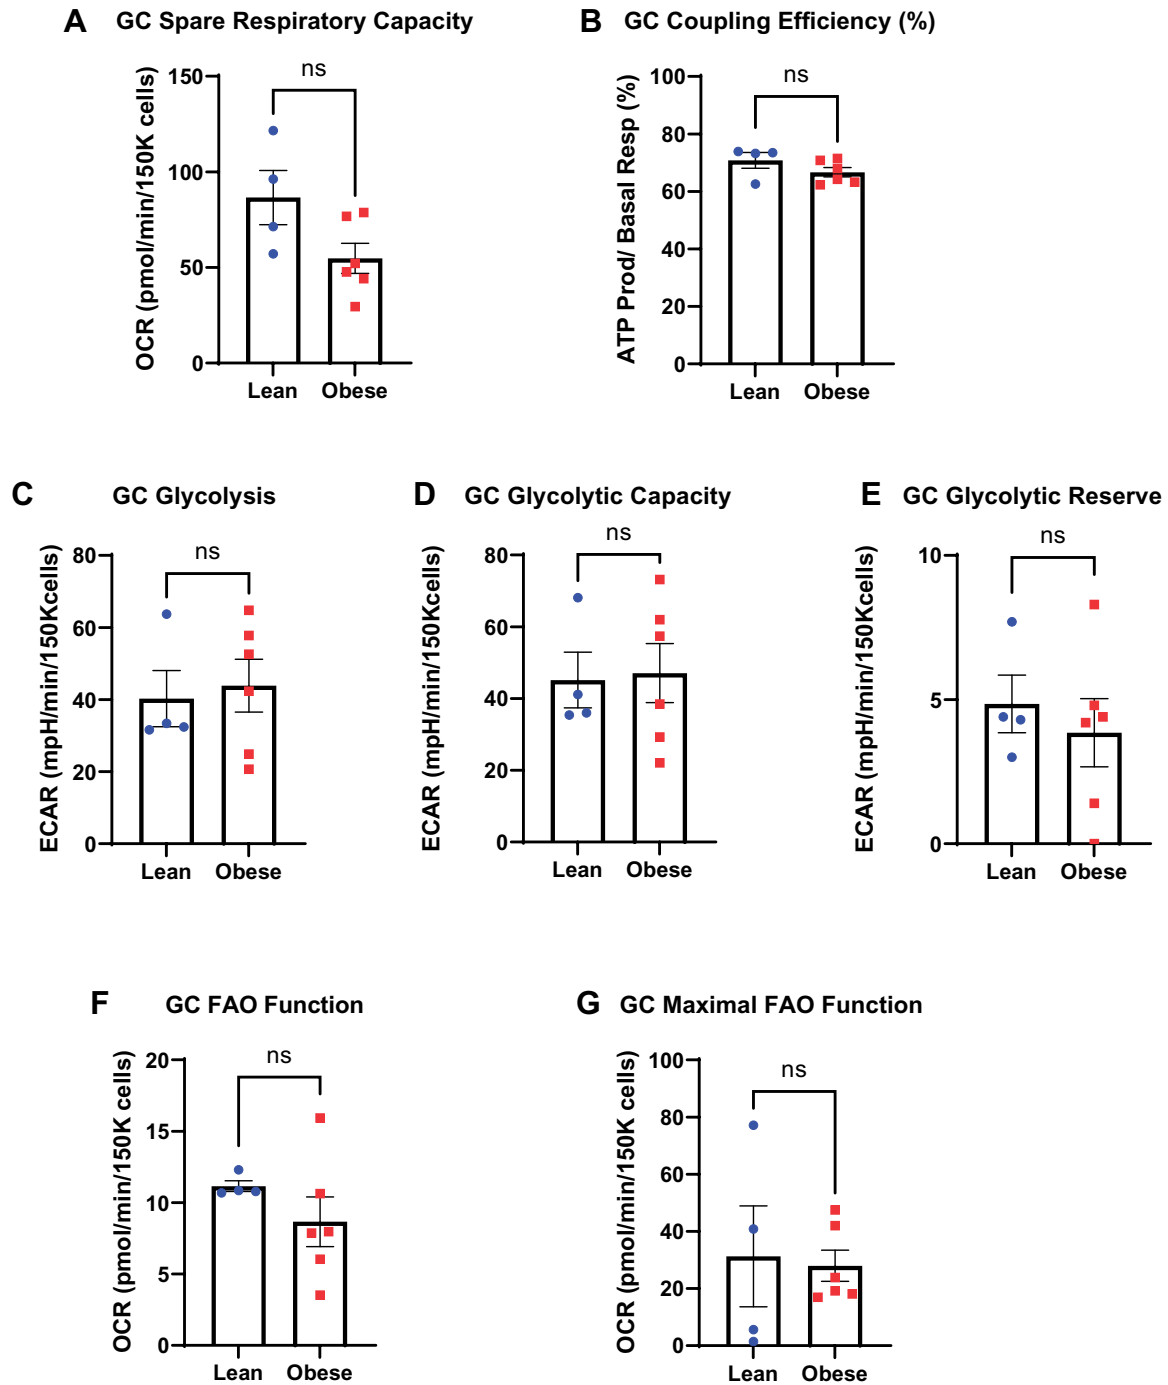 A GC Spare Respiratory Capacity
OCR (pmol/min/150K cells)
150
100
50
0
ns
Lean Obese
B GC Coupling Efficiency (%)
ATP Prod/ Basal Resp (%)
100
80
60
40
20
0
ns
Lean Obese
C GC Glycolysis
ECAR (mpH/min/150Kcells)
80
60
40
20
0
ns
Lean Obese
D GC Glycolytic Capacity
ECAR (mpH/min/150Kcells)
80
60
40
20
0
ns
Lean Obese
E GC Glycolytic Reserve
ECAR (mpH/min/150Kcells)
10
5
0
ns
Lean Obese
F GC FAO Function
OCR (pmol/min/150K cells)
20
15
10
5
0
ns
Lean Obese
G GC Maximal FAO Function
OCR (pmol/min/150K cells)
100
80
60
40
20
0
ns
Lean Obese